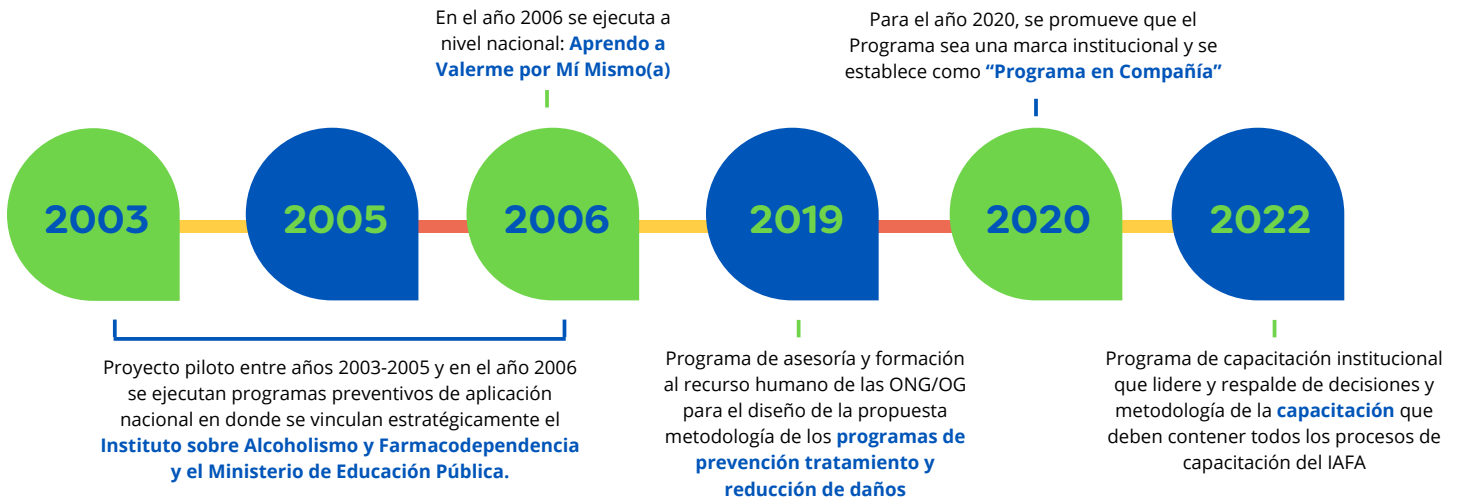 En el año 2006 se ejecuta a
nivel nacional: Aprendo a
Valerme por Mí Mismo(a)
Para el año 2020, se promueve que el
Programa sea una marca institucional y se
establece como “Programa en Compañía”
2003
2005
2006
2019
2020
2022
Proyecto piloto entre años 2003-2005 y en el año 2006
se ejecutan programas preventivos de aplicación
nacional en donde se vinculan estratégicamente el
Instituto sobre Alcoholismo y Farmacodependencia
y el Ministerio de Educación Pública.
Programa de asesoría y formación
al recurso humano de las ONG/OG
para el diseño de la propuesta
metodología de los programas de
prevención tratamiento y
reducción de daños
Programa de capacitación institucional
que lidere y respalde de decisiones y
metodología de la capacitación que
deben contener todos los procesos de
capacitación del IAFA